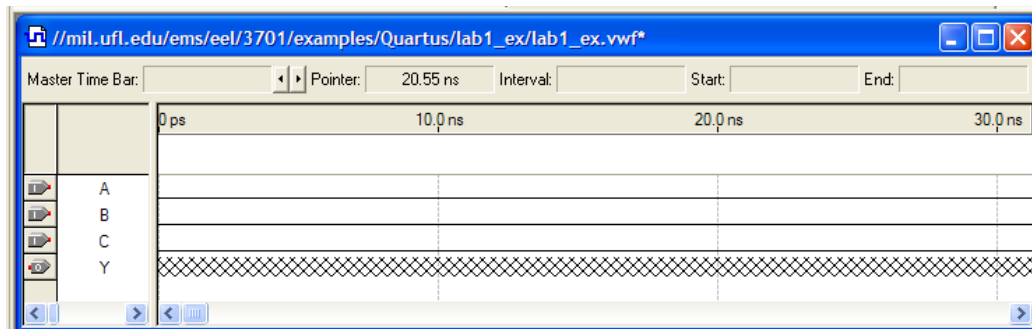 //mil.ufl.edu/ems/eel/3701/examples/Quartus/lab1_ex/lab1_ex.vwf*
Master Time Bar: Pointer: 20.55 ns Interval: Start: End:
0 ps 10.0 ns 20.0 ns 30.0 ns
A
B
C
Y